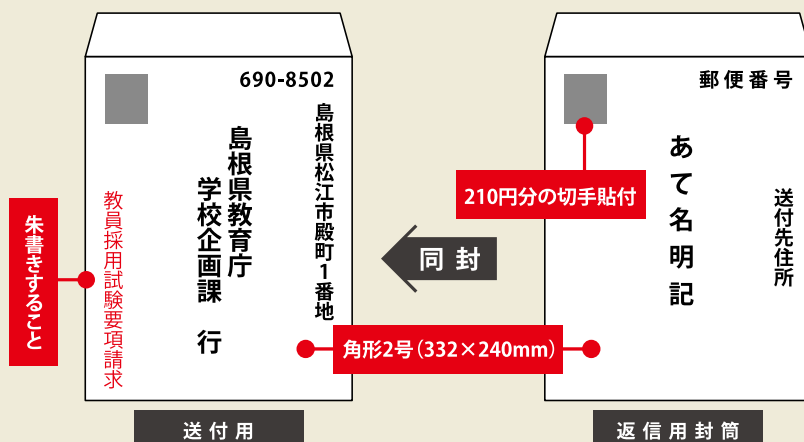 690-8502
島根県松江市殿町1番地
島根県教育庁
学校企画課 行
教員採用試験要項請求
朱書きすること
送付用
同封
角形2号(332×240mm)
郵便番号
送付先住所
あて名明記
210円分の切手貼付
返信用封筒